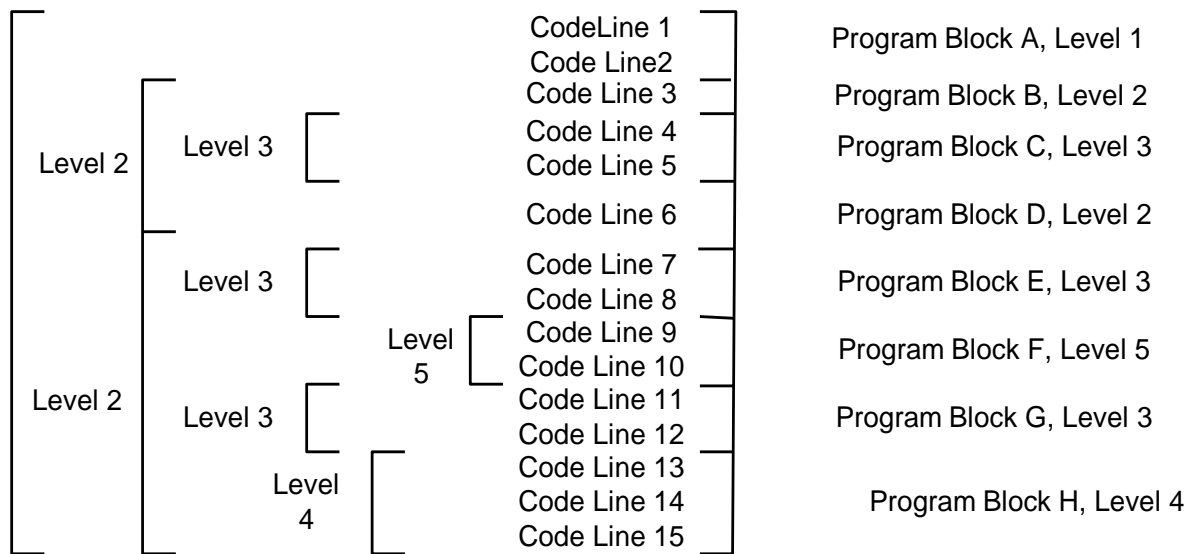 CodeLine 1
Program Block A, Level 1
Code Line2
Code Line 3
Program Block B, Level 2
Code Line 4
Level 3
Program Block C, Level 3
Level 2
Code Line 5
Code Line 6
Program Block D, Level 2
Code Line 7
Level 3
Program Block E, Level 3
Code Line 8
Level
5
Code Line 9
Program Block F, Level 5
Code Line 10
Level 2
Level 3
Code Line 11
Program Block G, Level 3
Code Line 12
Code Line 13
Level
4
Code Line 14
Program Block H, Level 4
Code Line 15